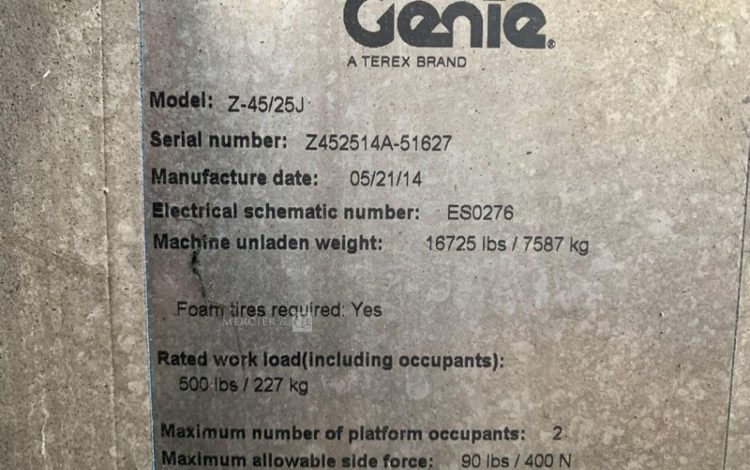 Genie®
A TEREX BRAND
Model: Z-45/25J
Serial number: Z452514A-51627
Manufacture date: 05/21/14
Electrical schematic number: ES0276
Machine unladen weight: 16725 lbs / 7587 kg
Foam tires required: Yes
MERCIER &
Rated work load(including occupants):
500 lbs / 227 kg
Maximum number of platform occupants: 2
Maximum allowable side force: 90 lbs / 400 N